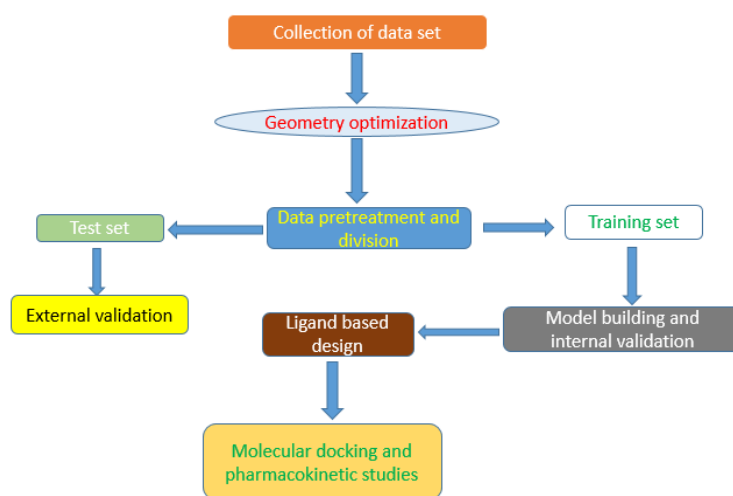 Collection of data set
Geometry optimization
Test set
Data pretreatment and
division
Training set
External validation
Ligand based
design
Model building and
internal validation
Molecular docking and
pharmacokinetic studies